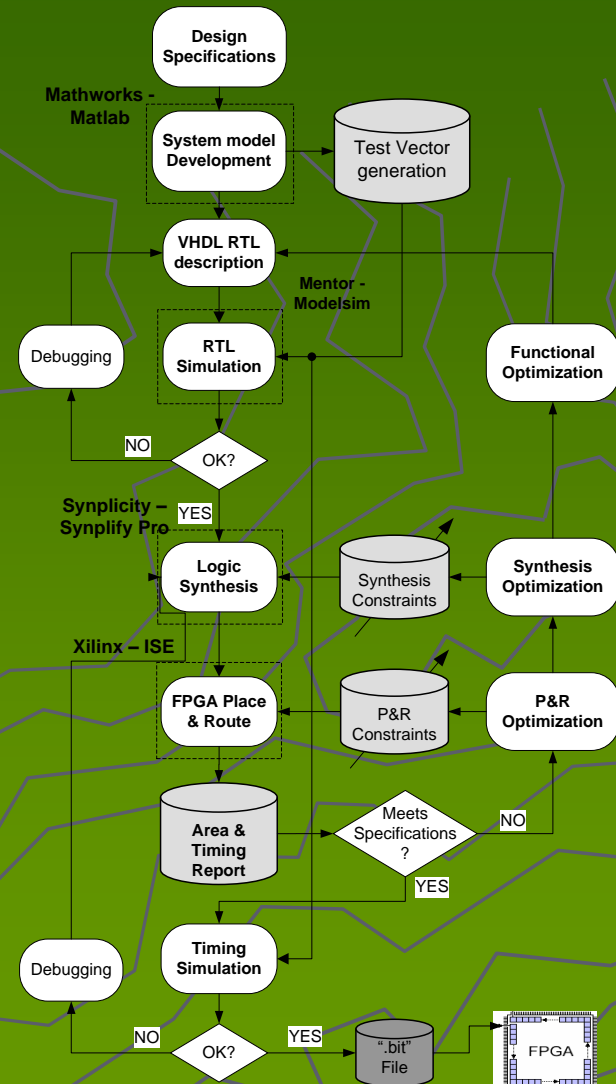 Design
Specifications
Mathworks -
Matlab
System model
Development
Test Vector
generation
VHDL RTL
description
Mentor -
Modelsim
Debugging
RTL
Simulation
Functional
Optimization
NO
OK?
YES
Synplicity –
Synplify Pro
Logic
Synthesis
Synthesis
Constraints
Synthesis
Optimization
Xilinx – ISE
FPGA Place
& Route
P&R
Constraints
P&R
Optimization
Area &
Timing
Report
Meets
Specifications
?
NO
YES
Timing
Simulation
Debugging
NO
OK?
YES
".bit"
File
FPGA